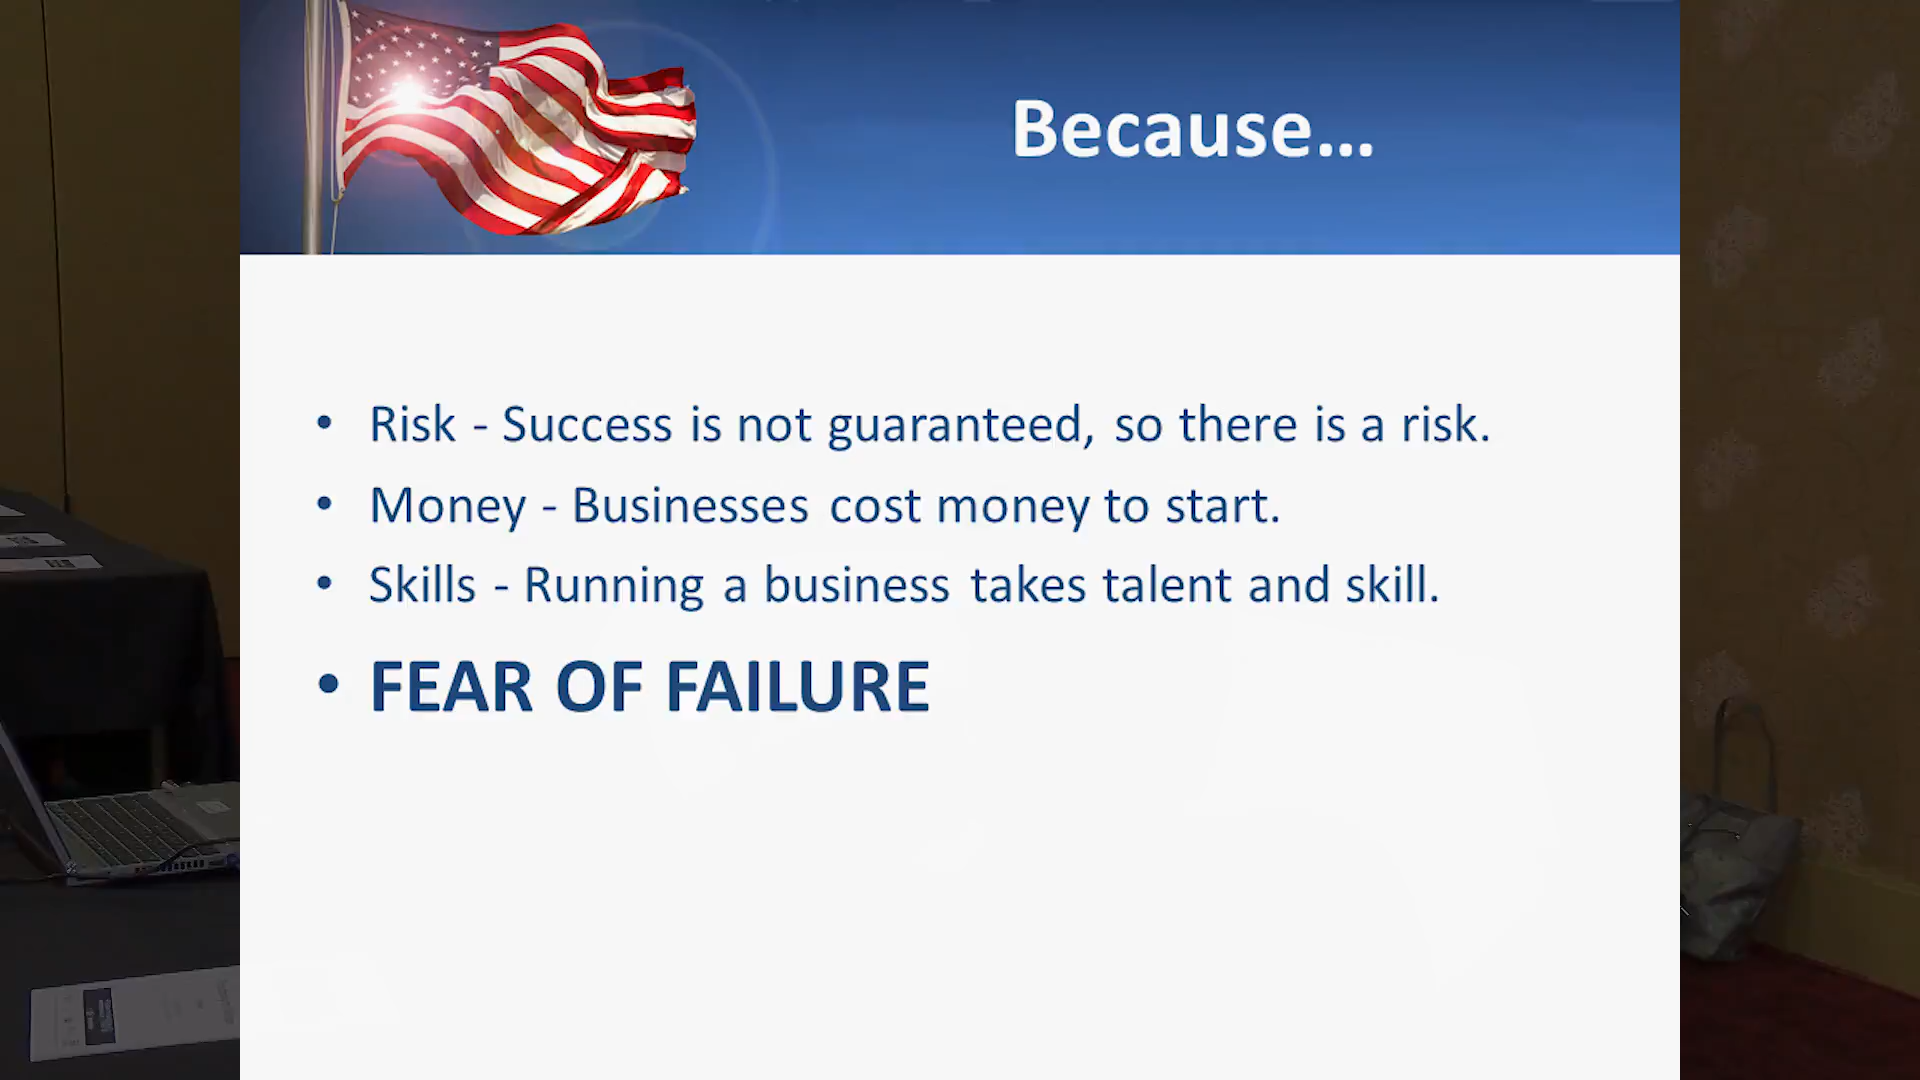 Because...
• Risk - Success is not guaranteed, so there is a risk.
• Money - Businesses cost money to start.
• Skills - Running a business takes talent and skill.
• FEAR OF FAILURE